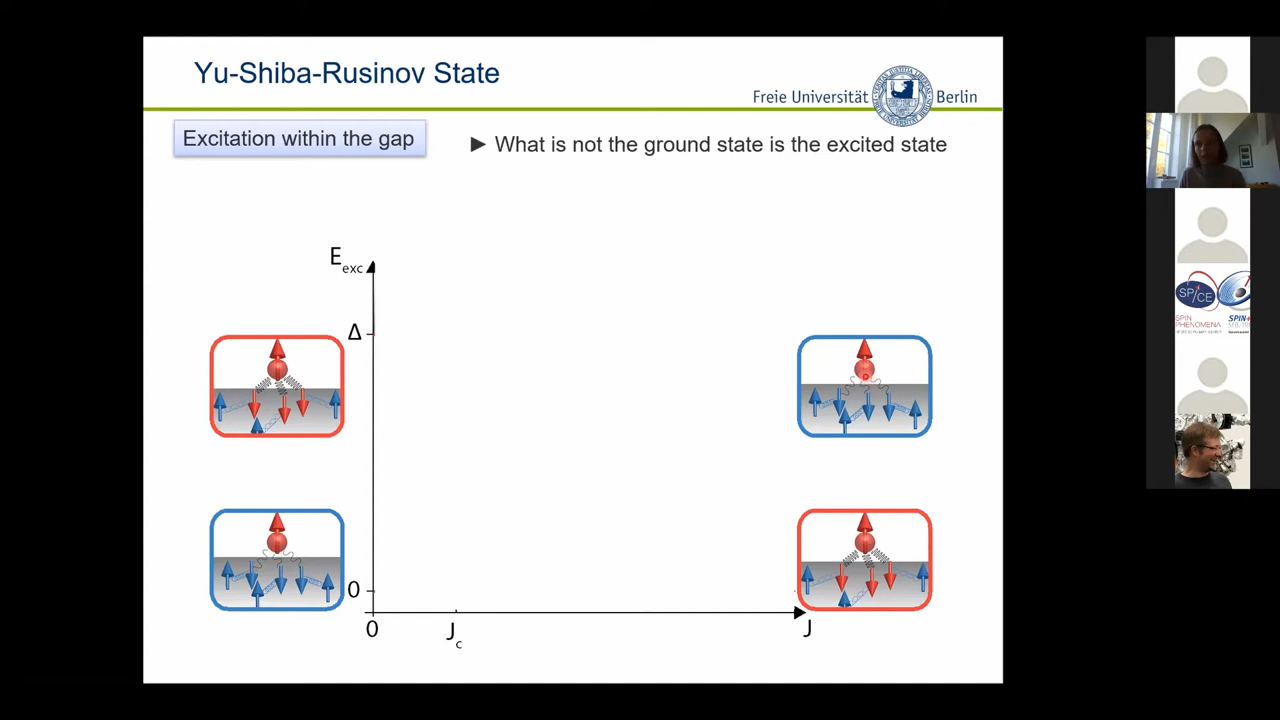 Yu-Shiba-Rusinov State
Freie Universität Berlin
Excitation within the gap
► What is not the ground state is the excited state
E exc
Δ
0
0
J c
J
SPICE
SPIN PHENOMENA
SPIN+